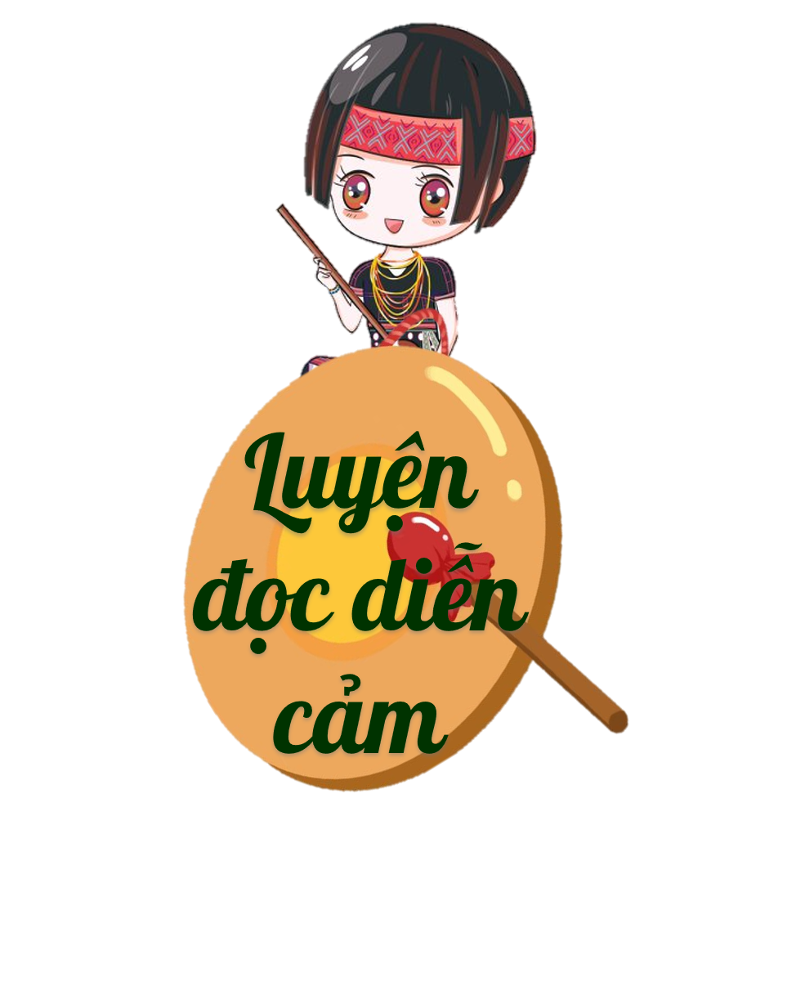 Luyện
đọc diễn
cảm